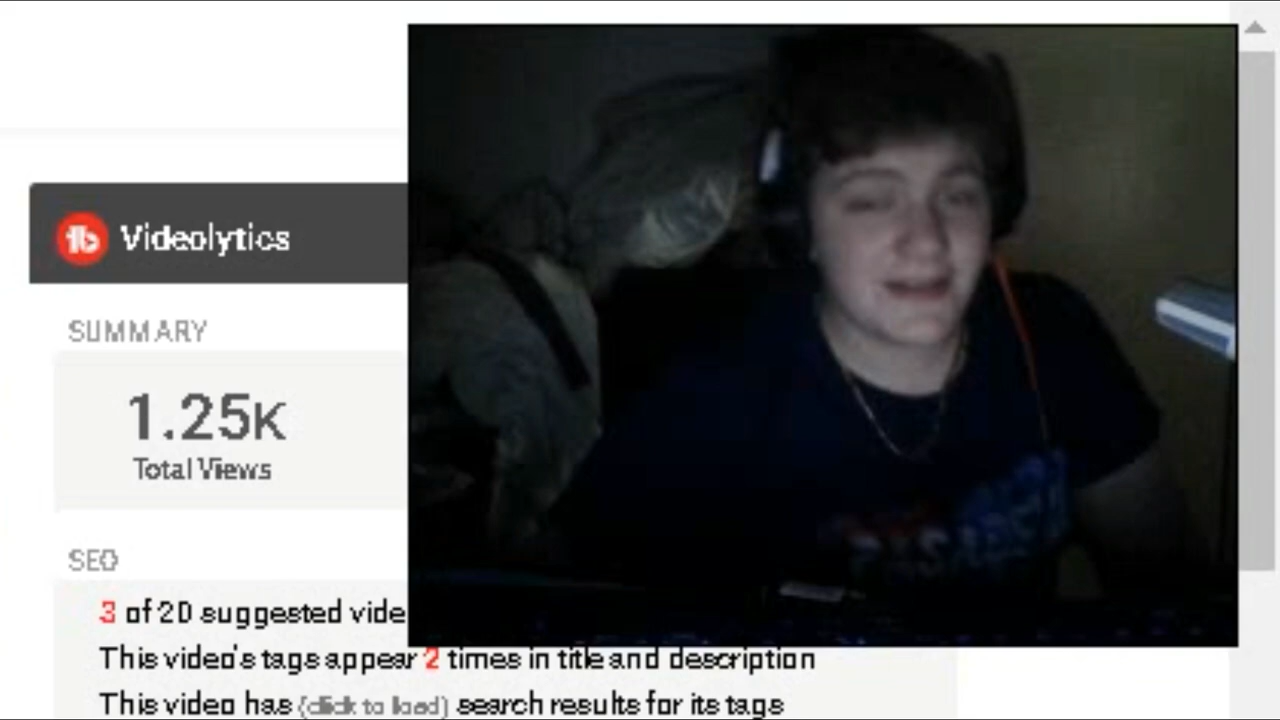 tb Videolytics
SUMMARY
1.25K
Total Views
SEO
3 of 20 suggested vide
This video's tags appear 2 times in title and description
This video has (click to load) search results for its tags